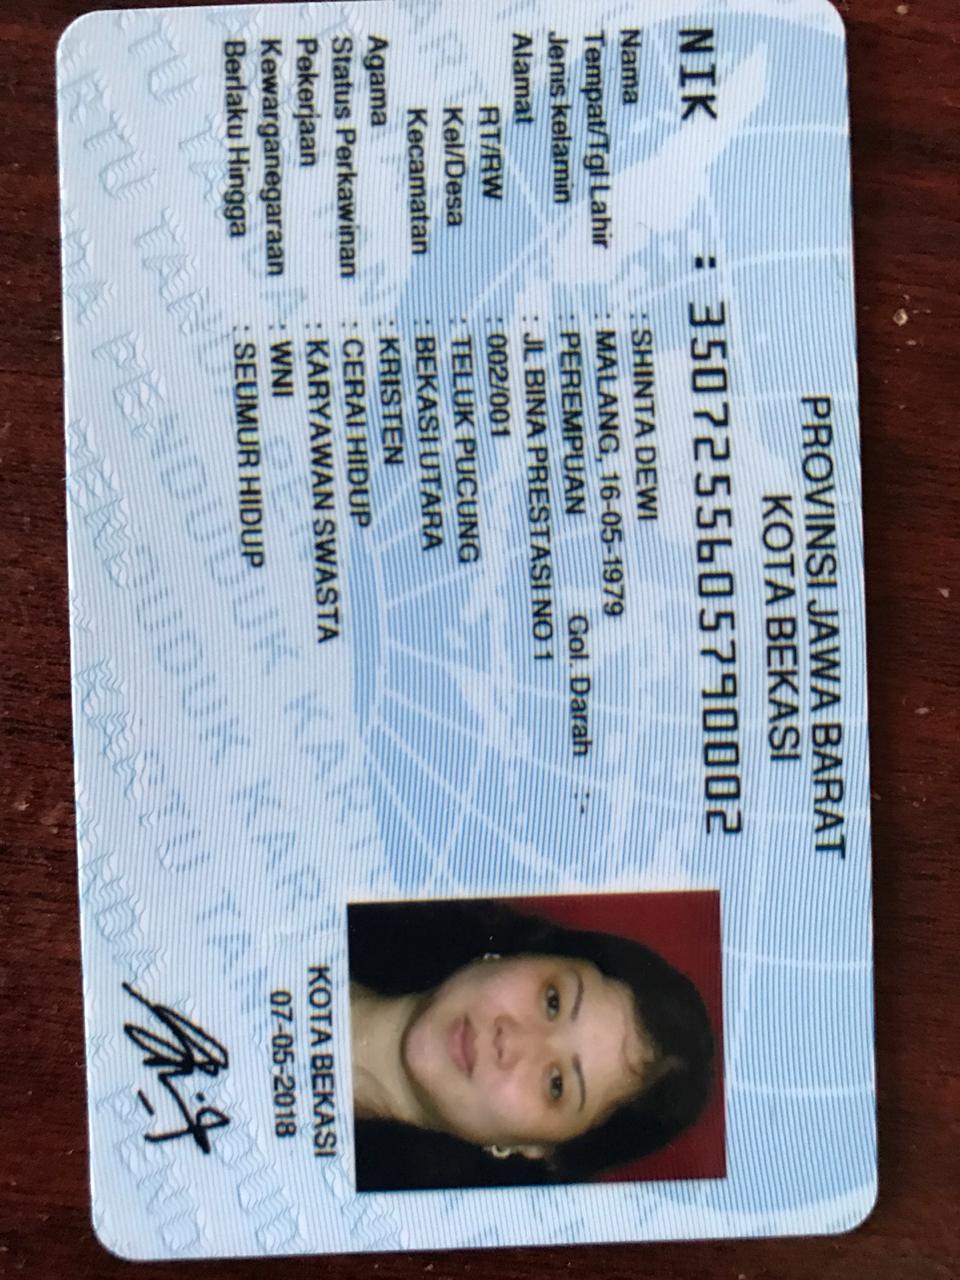 PROVINSI JAWA BARAT
KOTA BEKASI
NIK : 3507255605790002
Nama : SHINTA DEWI
Tempat/Tgl Lahir : MALANG, 16-05-1979
Jenis kelamin : PEREMPUAN Gol. Darah :-
Alamat : JL BINA PRESTASI NO 1
RT/RW : 002/001
Kel/Desa : TELUK PUCUNG
Kecamatan : BEKASI UTARA
Agama : KRISTEN
Status Perkawinan : CERAI HIDUP
Pekerjaan : KARYAWAN SWASTA
Kewarganegaraan : WNI
Berlaku Hingga : SEUMUR HIDUP
KOTA BEKASI
07-05-2018